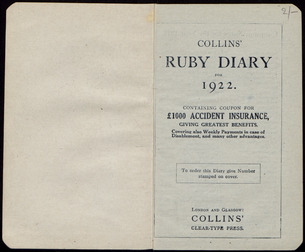 2/-
COLLINS'
RUBY DIARY
FOR
1922.
CONTAINING COUPON FOR
£1000 ACCIDENT INSURANCE,
GIVING GREATEST BENEFITS.
Covering also Weekly Payments in case of
Disablement, and many other advantages.
To order this Diary give Number
stamped on cover.
LONDON AND GLASGOW:
COLLINS'
CLEAR-TYPE PRESS.